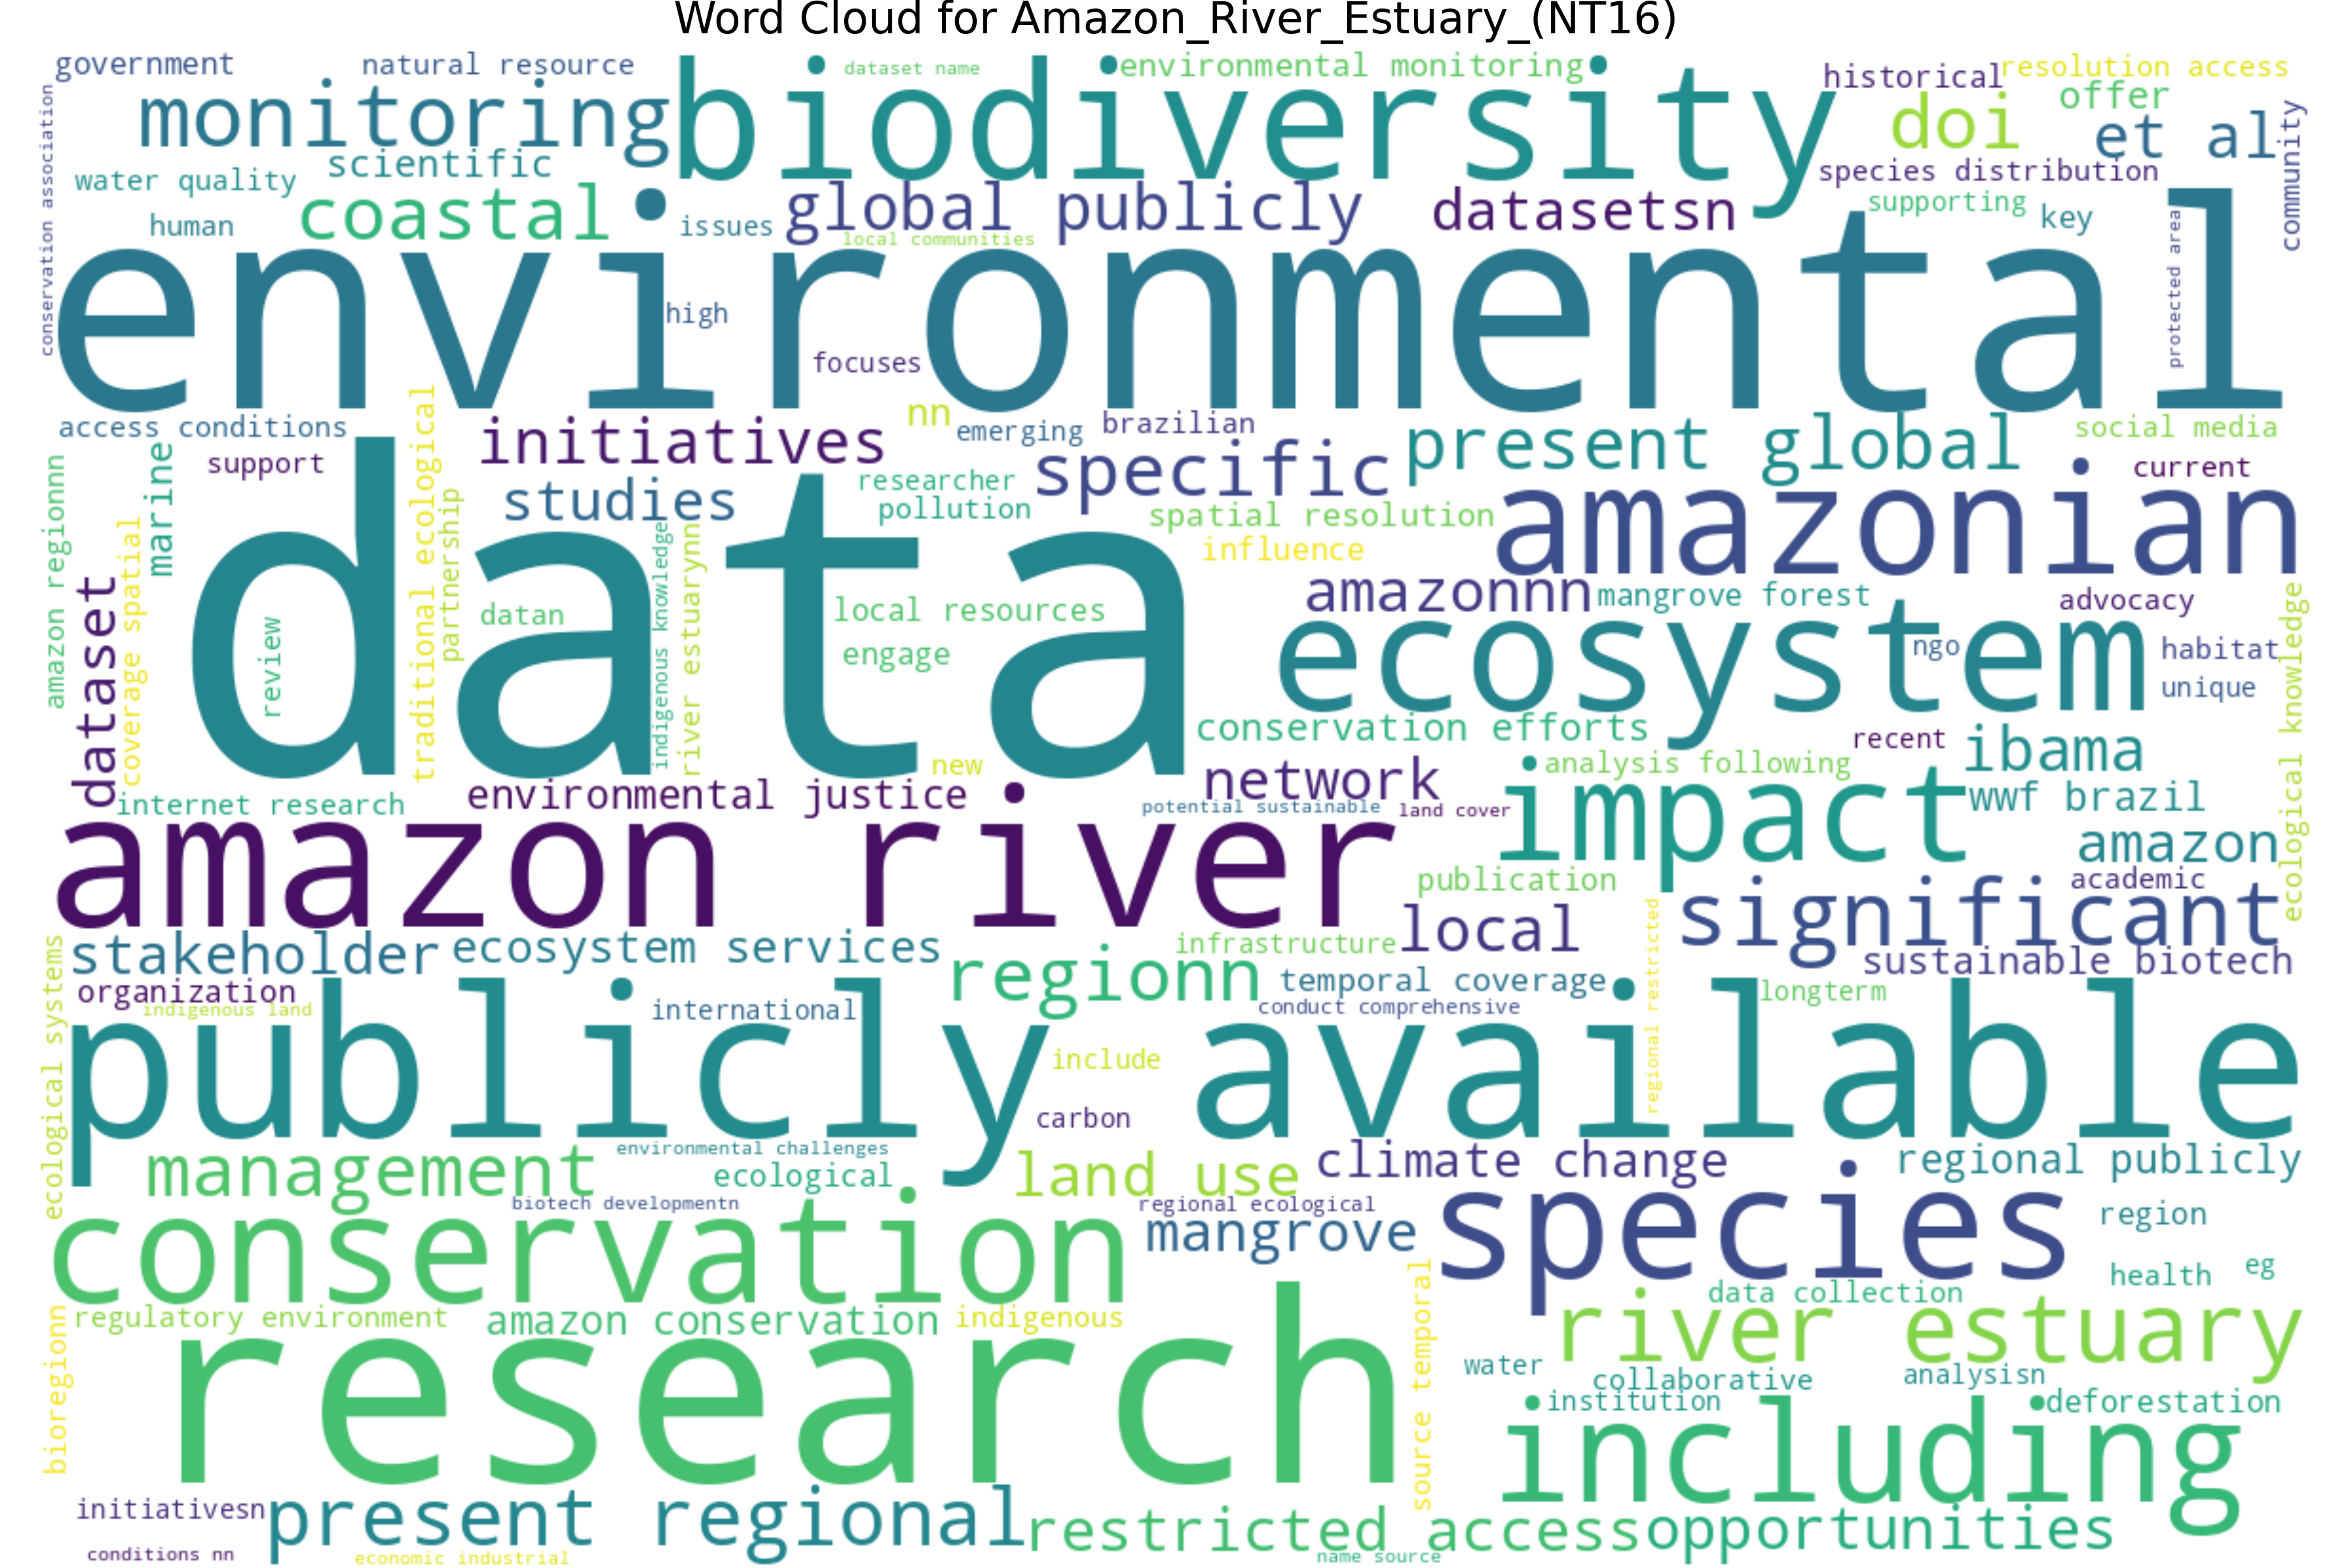 Word Cloud for Amazon_River_Estuary_(NT16)
government
natural resource
dataset name
environmental monitoring
historical
resolution access
conservation association
monitoring
biodiversity
doi
offer
et al
community
water quality
scientific
species distribution
human
coastal
issues
global publicly
local communities
datasetsn
supporting
key
protected area
environmental
high
focuses
access conditions
support
marine
traditional ecological
initiatives
nn
emerging
brazilian
present global
social media
current
amazon regionnn
coverage spatial
dataset
partnership
studies
researcher
pollution
specific
spatial resolution
influence
amazonian
data
review
datan
indigenous knowledge
river estuarynn
local resources
engage
new
amazonnn
mangrove forest
advocacy
ecosystem
ngo
habitat
unique
ecological knowledge
conservation efforts
recent
ibama
internet research
environmental justice
network
potential sustainable
land cover
analysis following
impact
wwf brazil
amazon
amazon river
publication
academic
significant
stakeholder
ecosystem services
infrastructure
local
regional restricted
organization
indigenous land
ecological systems
international
regionn
temporal coverage
conduct comprehensive
longterm
sustainable biotech
publicly available
include
carbon
management
environmental challenges
ecological
biotech developmentn
land use
climate change
regional publicly
conservation
regional ecological
mangrove
species
region
health
eg
bioregionn
regulatory environment
amazon conservation
indigenous
source temporal
data collection
river estuary
research
water
collaborative
analysisn
institution
deforestation
including
initiativesn
present regional
restricted access
opportunities
conditions nn
economic industrial
name source